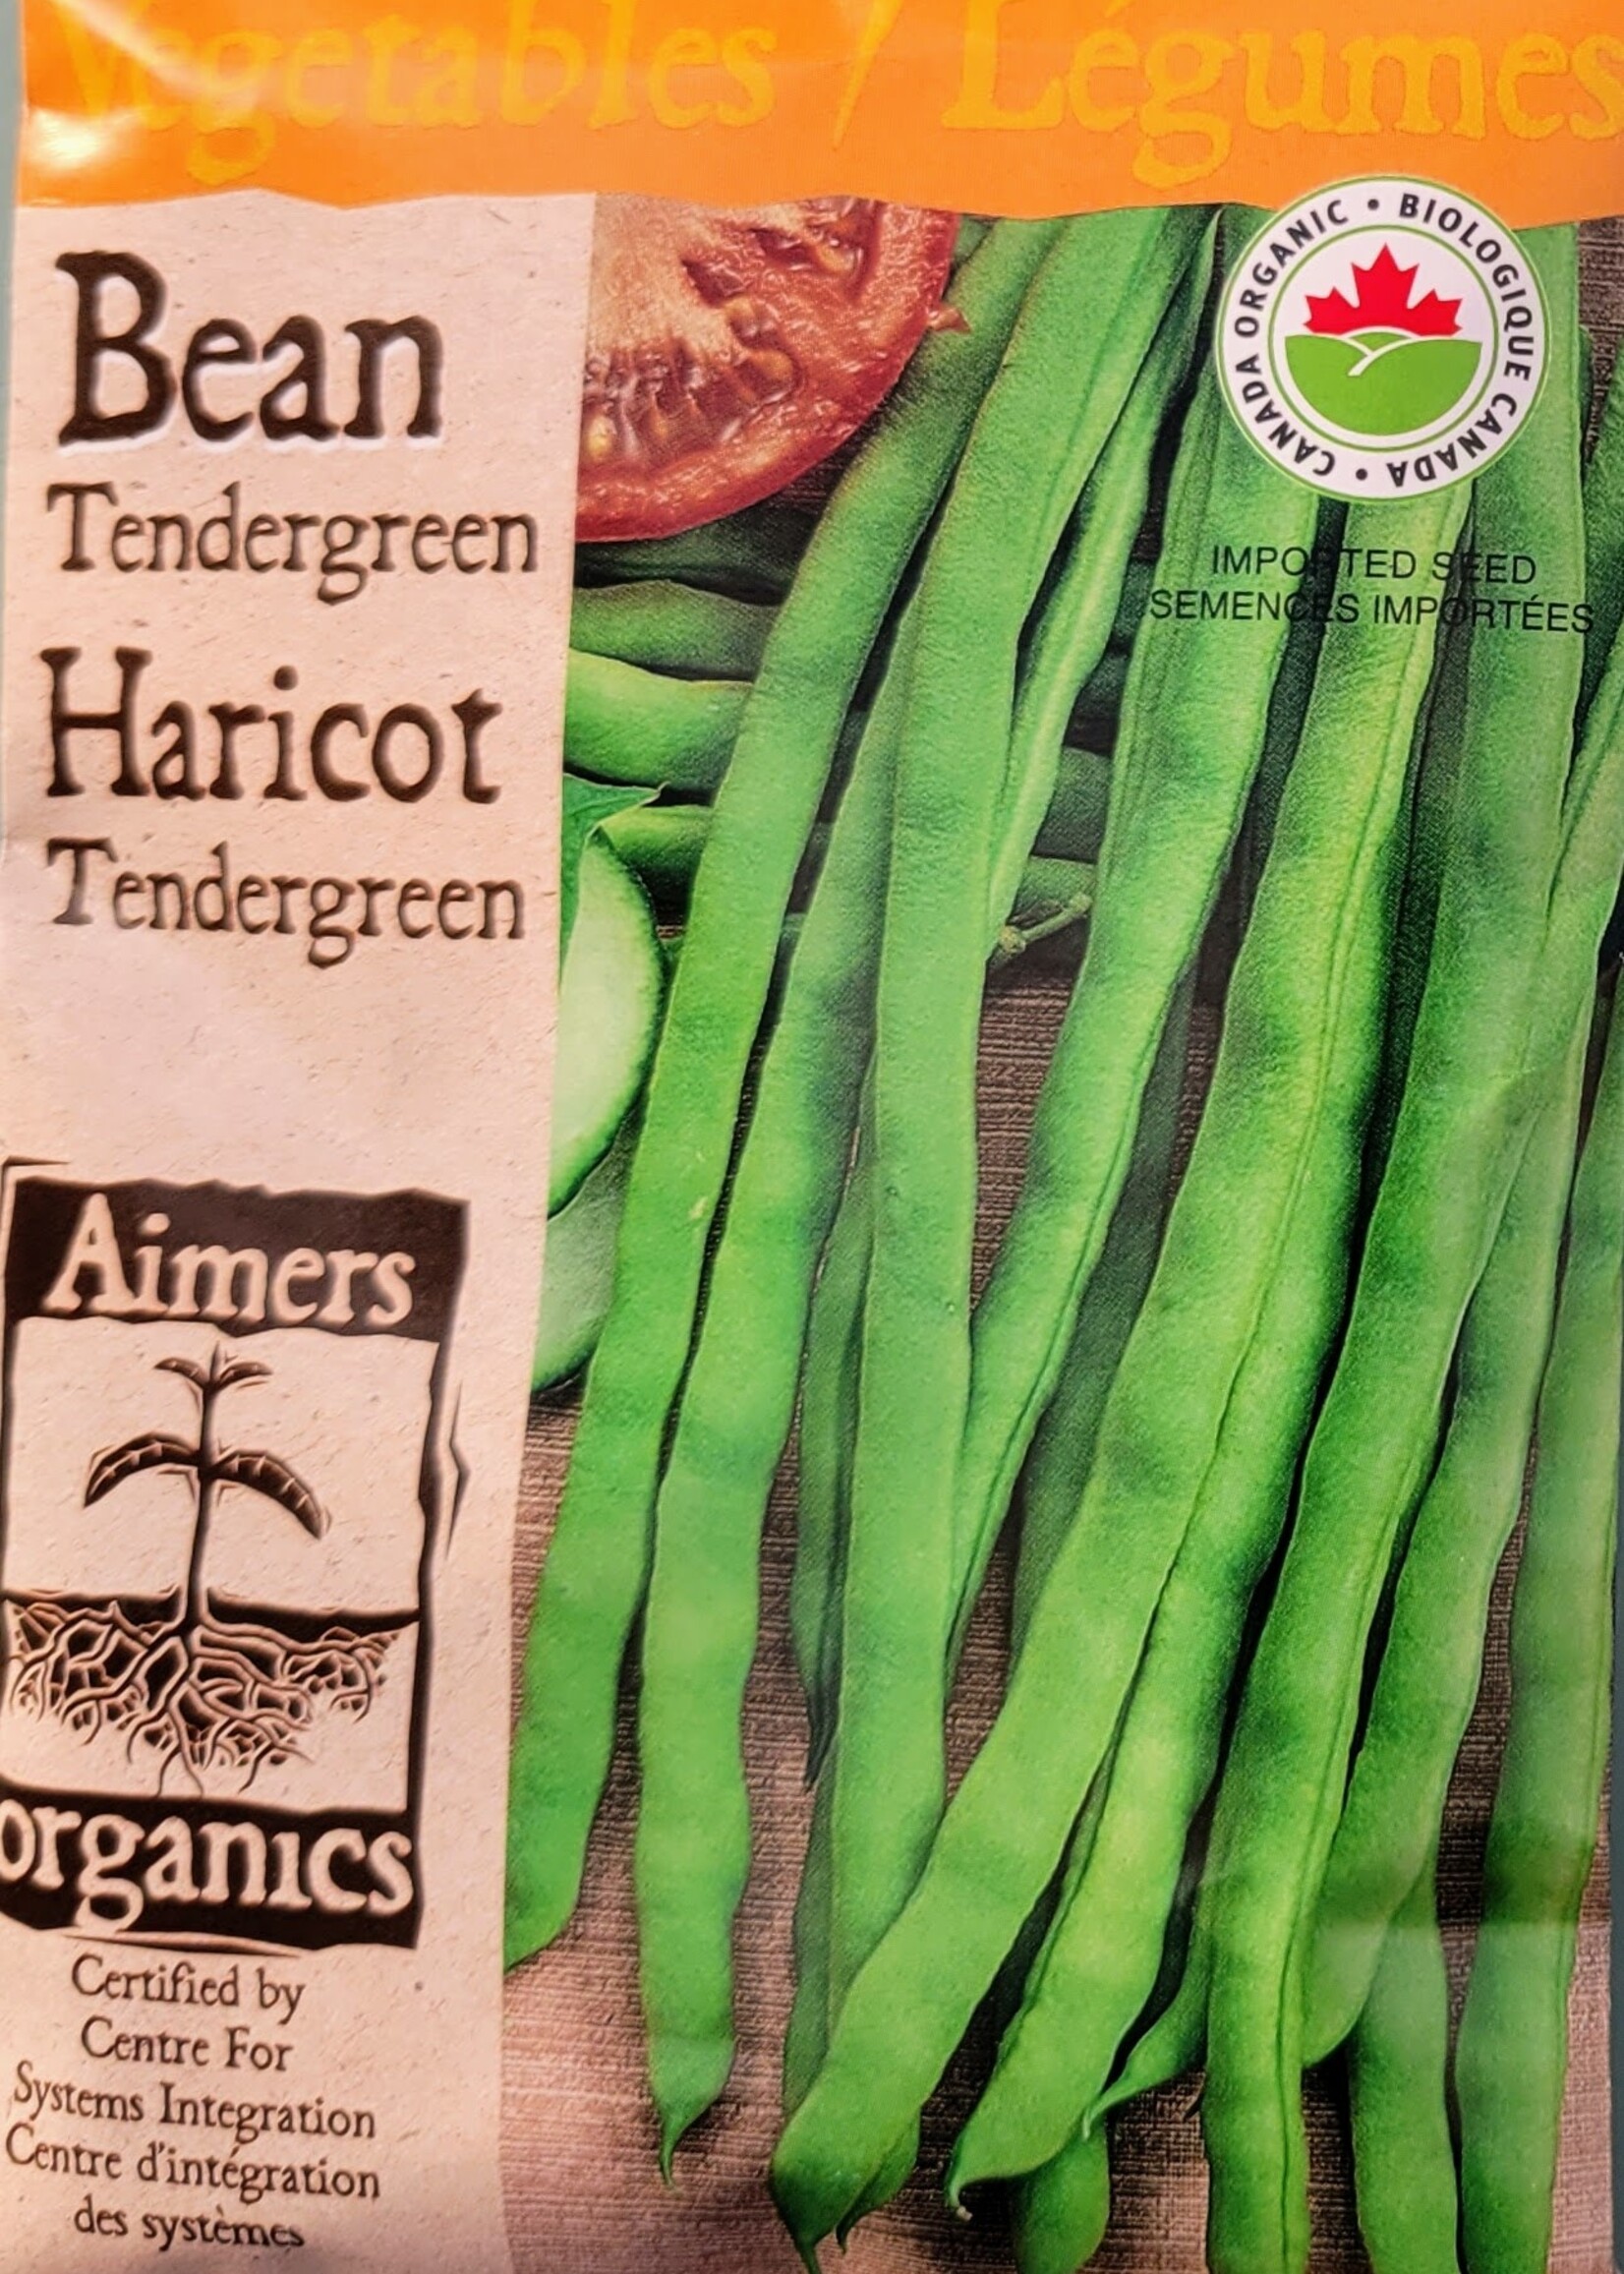 Vegetables / Légumes
CANADA ORGANIC • BIOLOGIQUE CANADA •
Bean
Tendergreen
IMPORTED SEED
SEMENCES IMPORTÉES
Haricot
Tendergreen
Aimers
organics
Certified by
Centre For
Systems Integration
Centre d'intégration
des systèmes